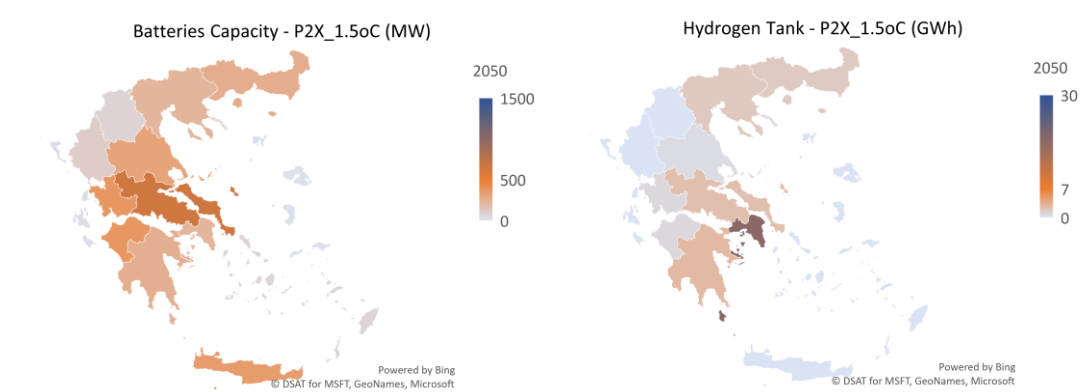 Batteries Capacity - P2X_1.5oC (MW)
2050
1500
500
0
Powered by Bing
© DSAT for MSFT, GeoNames, Microsoft
Hydrogen Tank - P2X_1.5oC (GWh)
2050
30
7
0
Powered by Bing
© DSAT for MSFT, GeoNames, Microsoft